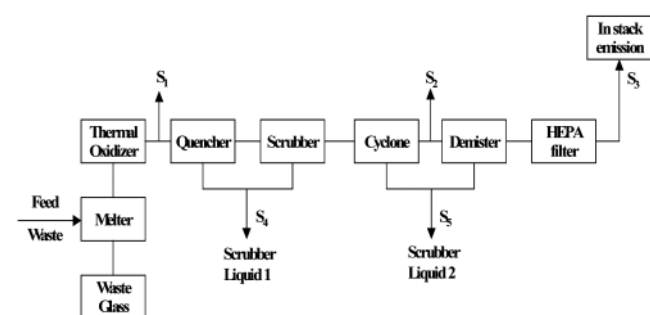 In stack
emission
S1
S2
S3
Thermal
Oxidizer
Quencher
Scrubber
Cyclone
Demister
HEPA
filter
Feed
Waste
Melter
S4
S5
Scrubber
Liquid 1
Scrubber
Liquid 2
Waste
Glass